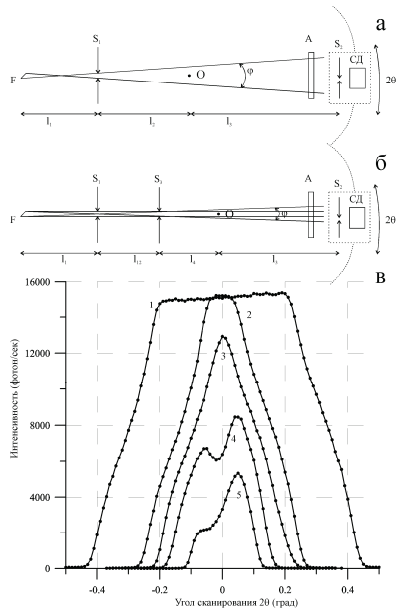 а
S₁
A
S₂
СД
F
O
φ
2θ
l₁
l₂
l₃
б
S₁
S₃
A
S₂
СД
F
O
φ
2θ
l₁
l₁₂
l₄
l₃
в
16000
12000
8000
4000
0
Интенсивность (фотон/сек)
1
2
3
4
5
-0.4
-0.2
0
0.2
0.4
Угол сканирования 2θ (град)